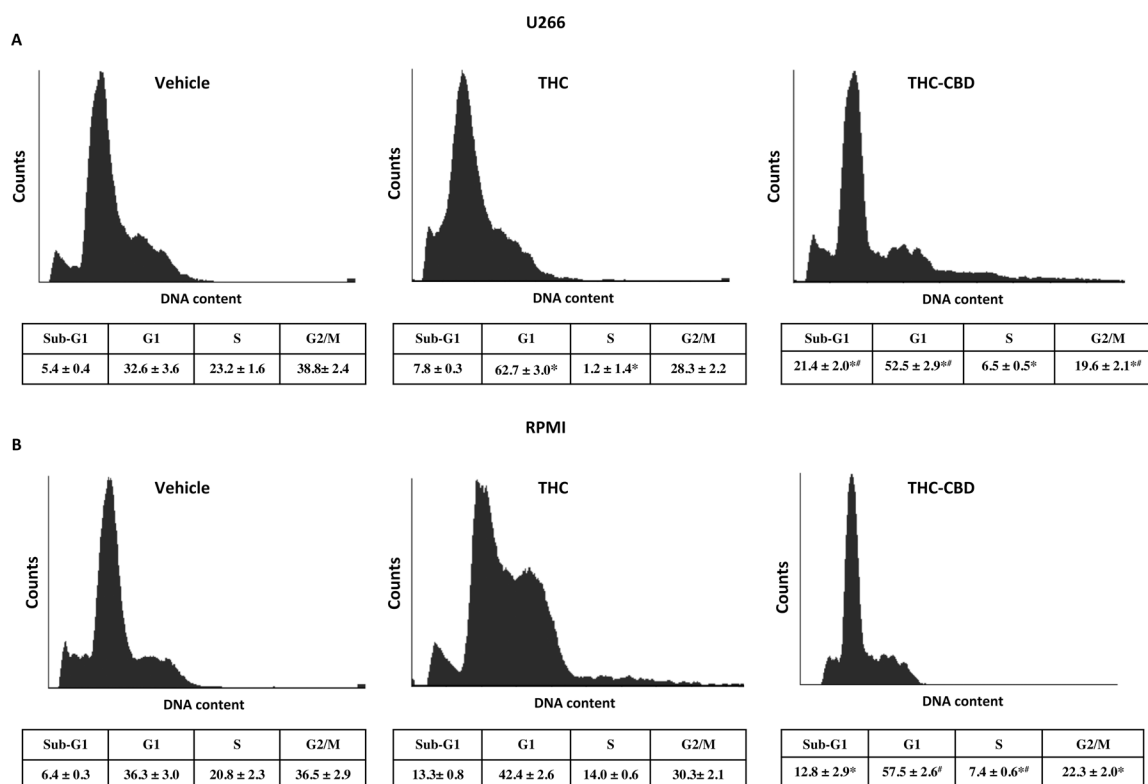 U266
A
Vehicle
THC
THC-CBD
Counts
Counts
Counts
DNA content
DNA content
DNA content
Sub-G1 G1 S G2/M
5.4 ± 0.4 32.6 ± 3.6 23.2 ± 1.6 38.8± 2.4
Sub-G1 G1 S G2/M
7.8 ± 0.3 62.7 ± 3.0* 1.2 ± 1.4* 28.3 ± 2.2
Sub-G1 G1 S G2/M
21.4 ± 2.0*# 52.5 ± 2.9*# 6.5 ± 0.5* 19.6 ± 2.1*#
RPMI
B
Vehicle
THC
THC-CBD
Counts
Counts
Counts
DNA content
DNA content
DNA content
Sub-G1 G1 S G2/M
6.4 ± 0.3 36.3 ± 3.0 20.8 ± 2.3 36.5 ± 2.9
Sub-G1 G1 S G2/M
13.3± 0.8 42.4 ± 2.6 14.0 ± 0.6 30.3± 2.1
Sub-G1 G1 S G2/M
12.8 ± 2.9* 57.5 ± 2.6# 7.4 ± 0.6*# 22.3 ± 2.0*